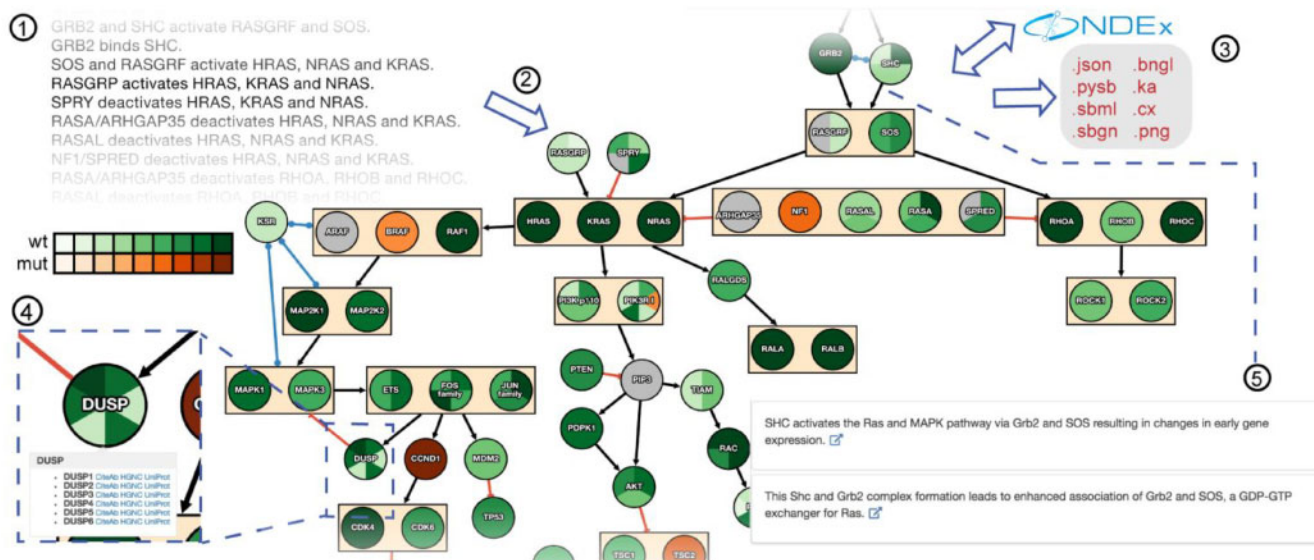 ①
GRB2 and SHC activate RASGRF and SOS.
GRB2 binds SHC.
SOS and RASGRF activate HRAS, NRAS and KRAS.
RASGRP activates HRAS, KRAS and NRAS.
SPRY deactivates HRAS, KRAS and NRAS.
RASA/ARHGAP35 deactivates HRAS, NRAS and KRAS.
RASAL deactivates HRAS, NRAS and KRAS.
NF1/SPRED deactivates HRAS, NRAS and KRAS.
RASA/ARHGAP35 deactivates RHOA, RHOB and RHOC.
RASAL deactivates RHOA, RHOB and RHOC.
②
GRB2
SHC
NDEx
③
.json .bngl
.pysb .ka
.sbml .cx
.sbgn .png
RASGRF SOS
RASGRP SPRY
KSR ARAF BRAF RAF1
HRAS KRAS NRAS
ARHGAP35 NF1 RASAL RASA SPRED
RHOA RHOB RHOC
wt
mut
MAP2K1 MAP2K2
PI3K p110 PIK3R1
RALGDS
ROCK1 ROCK2
RALA RALB
④
DUSP
DUSP
DUSP1 CiteAb HGNC UniProt
DUSP2 CiteAb HGNC UniProt
DUSP3 CiteAb HGNC UniProt
DUSP4 CiteAb HGNC UniProt
DUSP5 CiteAb HGNC UniProt
DUSP6 CiteAb HGNC UniProt
MAPK1 MAPK3
ETS FOS family JUN family
PTEN PIP3 TIAM
DUSP CCND1 MDM2
PDPK1 RAC
CDK4 CDK6 TP53
AKT
TSC1 TSC2
⑤
SHC activates the Ras and MAPK pathway via Grb2 and SOS resulting in changes in early gene
expression.
This Shc and Grb2 complex formation leads to enhanced association of Grb2 and SOS, a GDP-GTP
exchanger for Ras.